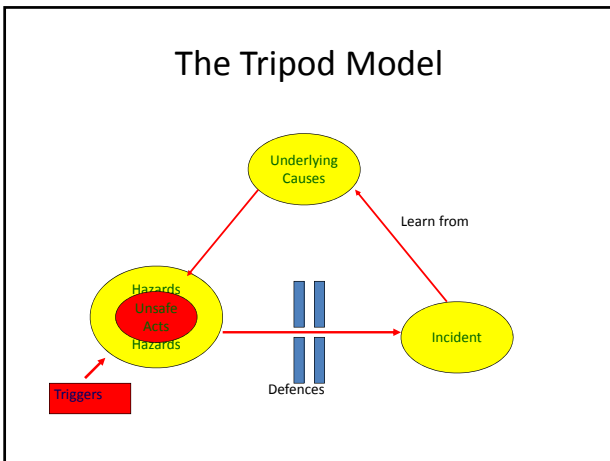 The Tripod Model
Underlying
Causes
Learn from
Hazards
Unsafe
Acts
Hazards
Incident
Triggers
Defences